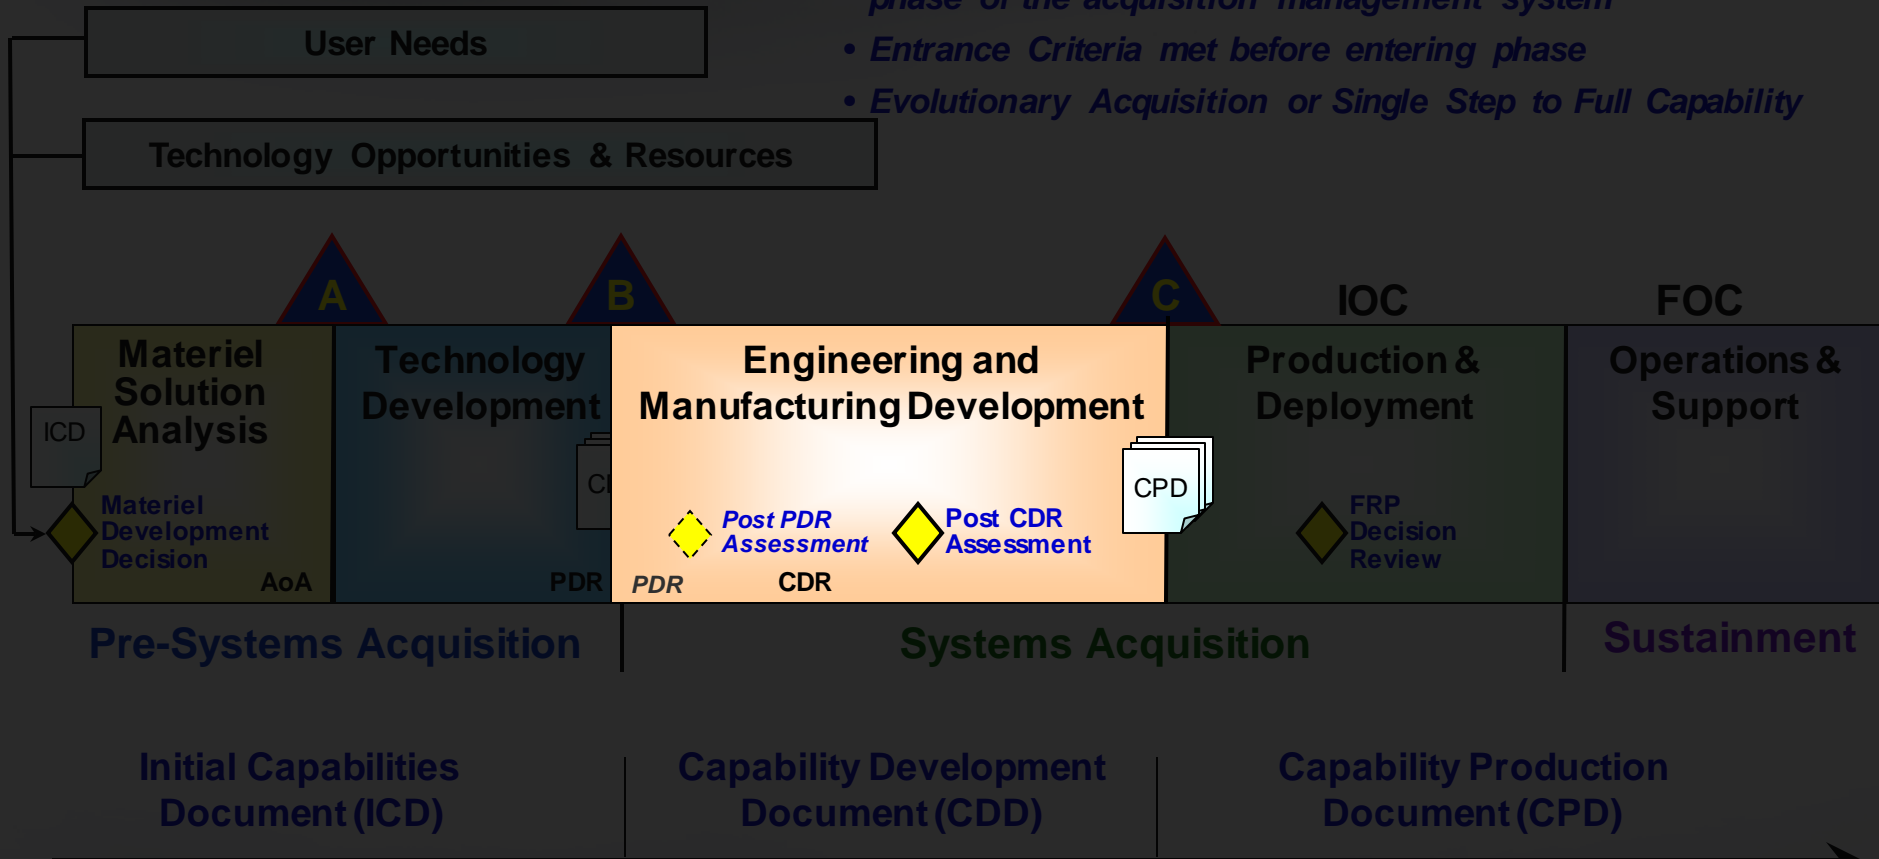 phase of the acquisition management system
User Needs
• Entrance Criteria met before entering phase
• Evolutionary Acquisition or Single Step to Full Capability
Technology Opportunities & Resources
A
B
C
IOC
FOC
Materiel
Solution
Analysis
Technology
Development
Engineering and
Manufacturing Development
Production &
Deployment
Operations &
Support
ICD
CPD
Materiel
Development
Decision
Post PDR
Assessment
Post CDR
Assessment
FRP
Decision
Review
AoA
PDR
PDR
CDR
Pre-Systems Acquisition
Systems Acquisition
Sustainment
Initial Capabilities
Document (ICD)
Capability Development
Document (CDD)
Capability Production
Document (CPD)